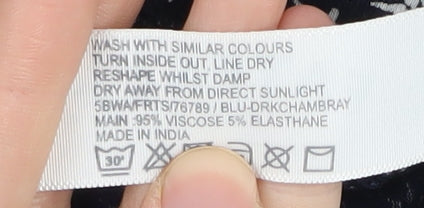 WASH WITH SIMILAR COLOURS
TURN INSIDE OUT, LINE DRY
RESHAPE WHILST DAMP
DRY AWAY FROM DIRECT SUNLIGHT
5BWA/FRTS/76789 / BLU-DRKCHAMBRAY
MAIN :95% VISCOSE 5% ELASTHANE
MADE IN INDIA
30°